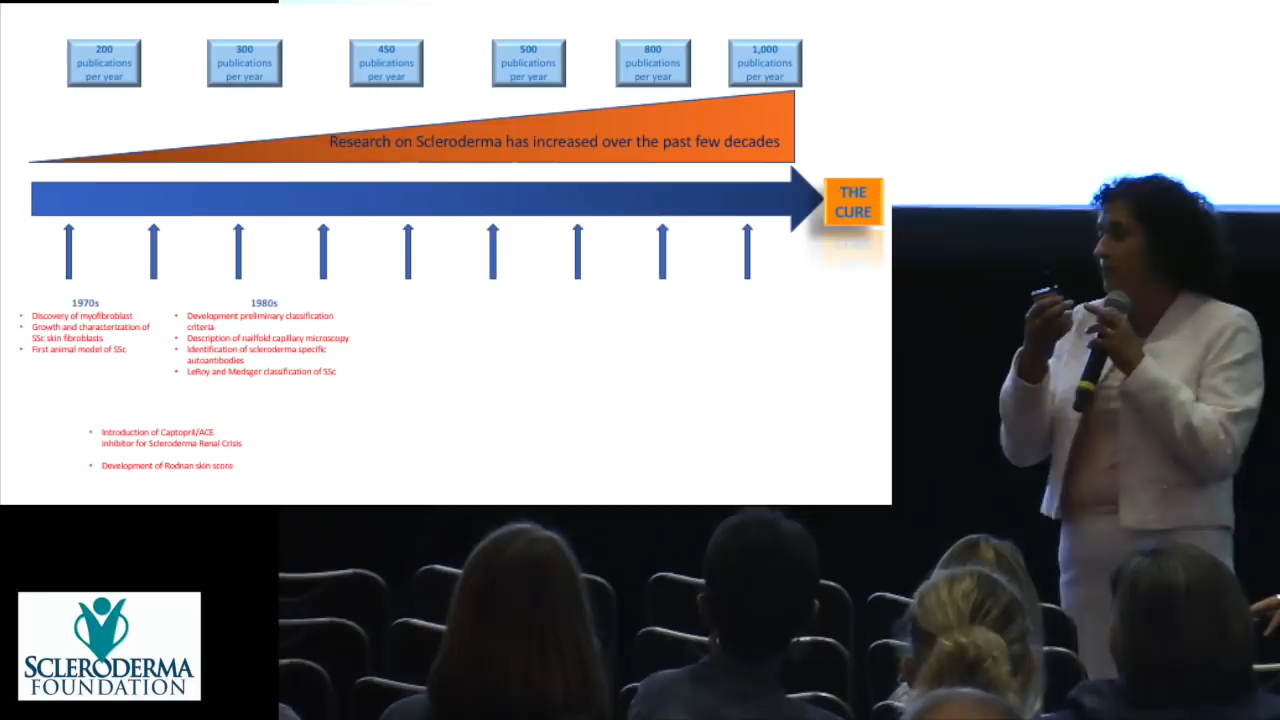 200
publications
per year
300
publications
per year
450
publications
per year
500
publications
per year
800
publications
per year
1,000
publications
per year
Research on Scleroderma has increased over the past few decades
THE
CURE
1970s
• Discovery of myofibroblast
• Growth and characterization of
SSc skin fibroblasts
• First animal model of SSc
1980s
• Development preliminary classification
criteria
• Description of nailfold capillary microscopy
• Identification of scleroderma specific
autoantibodies
• LeRoy and Medsger classification of SSc
• Introduction of Captopril/ACE
inhibitor for Scleroderma Renal Crisis
• Development of Rodnan skin score
SCLERODERMA
FOUNDATION